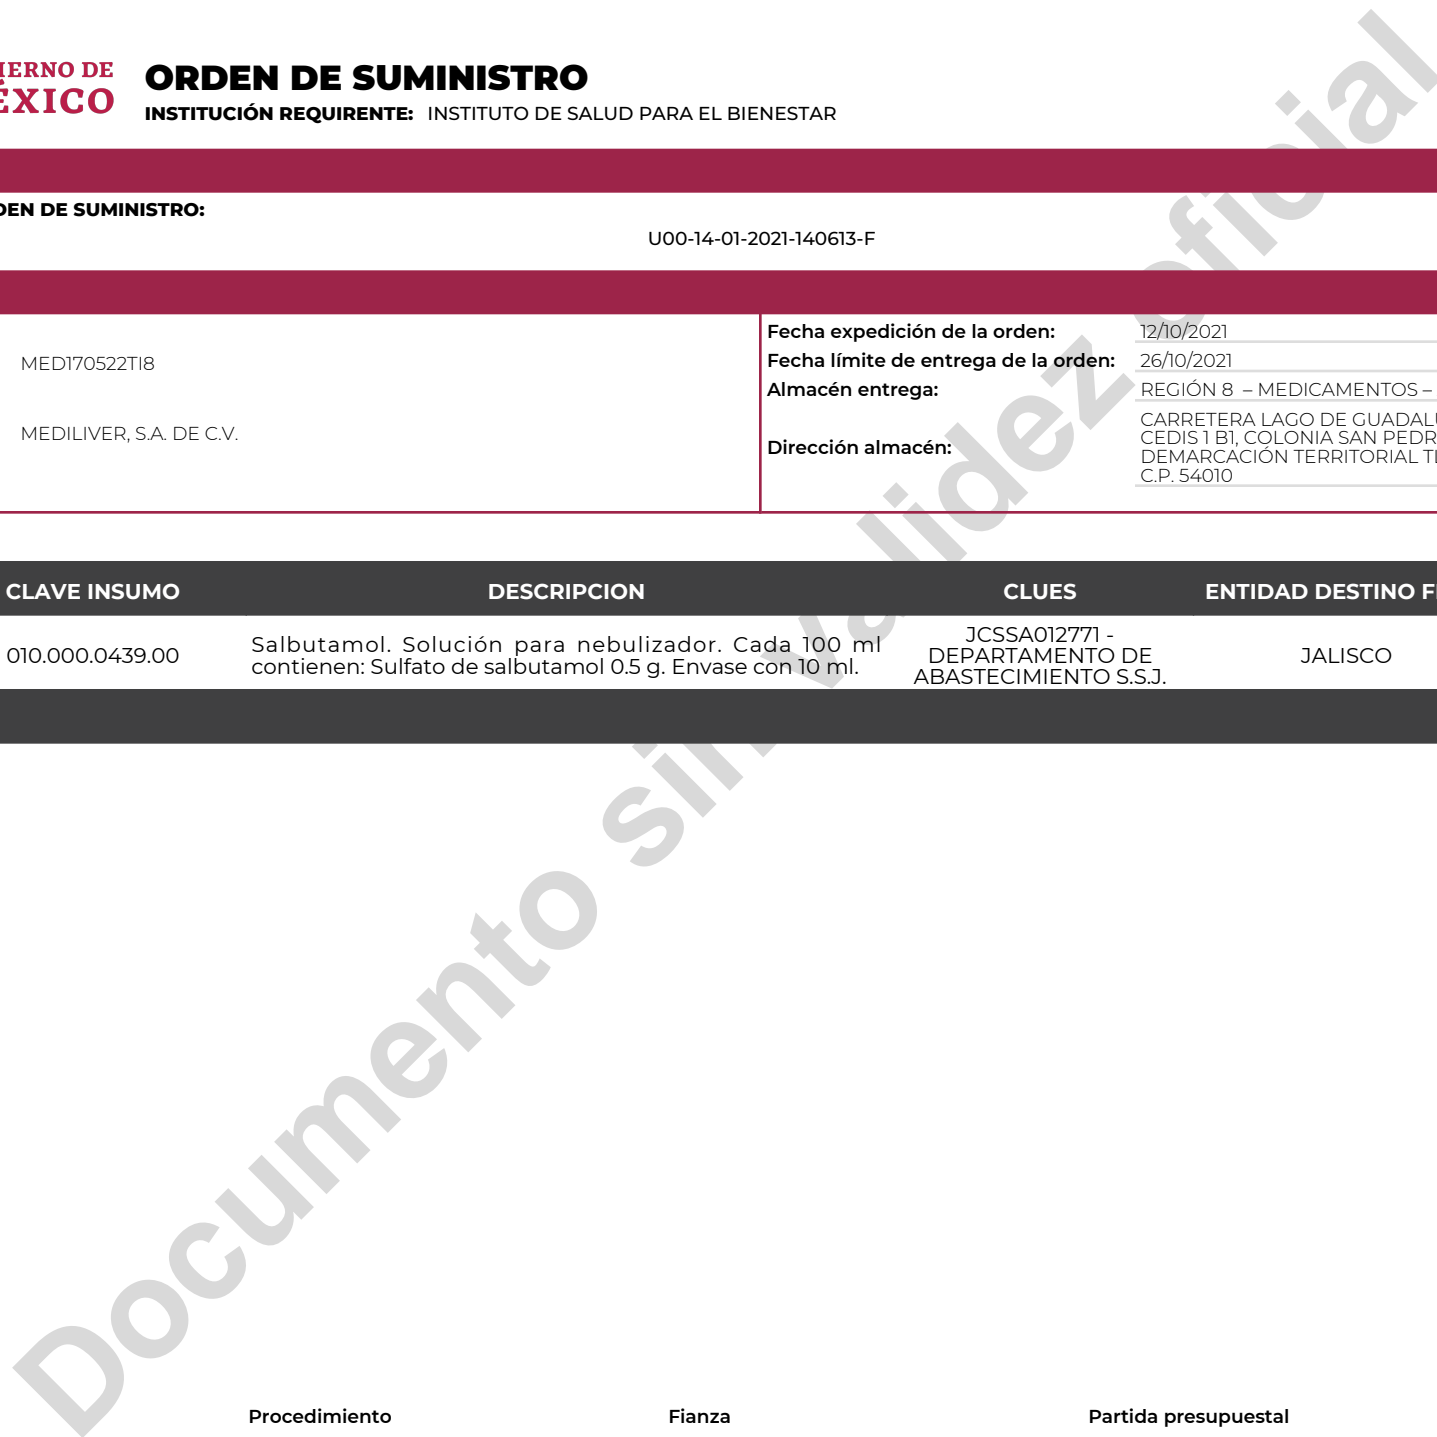 IERNO DE
ÉXICO
ORDEN DE SUMINISTRO
INSTITUCIÓN REQUIRENTE: INSTITUTO DE SALUD PARA EL BIENESTAR
DEN DE SUMINISTRO:
U00-14-01-2021-140613-F
MED170522TI8
MEDILIVER, S.A. DE C.V.
Fecha expedición de la orden: 12/10/2021
Fecha límite de entrega de la orden: 26/10/2021
Almacén entrega: REGIÓN 8 – MEDICAMENTOS –
Dirección almacén:
CARRETERA LAGO DE GUADALU
CEDIS 1 B1, COLONIA SAN PEDR
DEMARCACIÓN TERRITORIAL TL
C.P. 54010
CLAVE INSUMO DESCRIPCION CLUES ENTIDAD DESTINO FI
010.000.0439.00
Salbutamol. Solución para nebulizador. Cada 100 ml
contienen: Sulfato de salbutamol 0.5 g. Envase con 10 ml.
JCSSA012771 -
DEPARTAMENTO DE
ABASTECIMIENTO S.S.J.
JALISCO
Documento sin validez oficial
Procedimiento Fianza Partida presupuestal